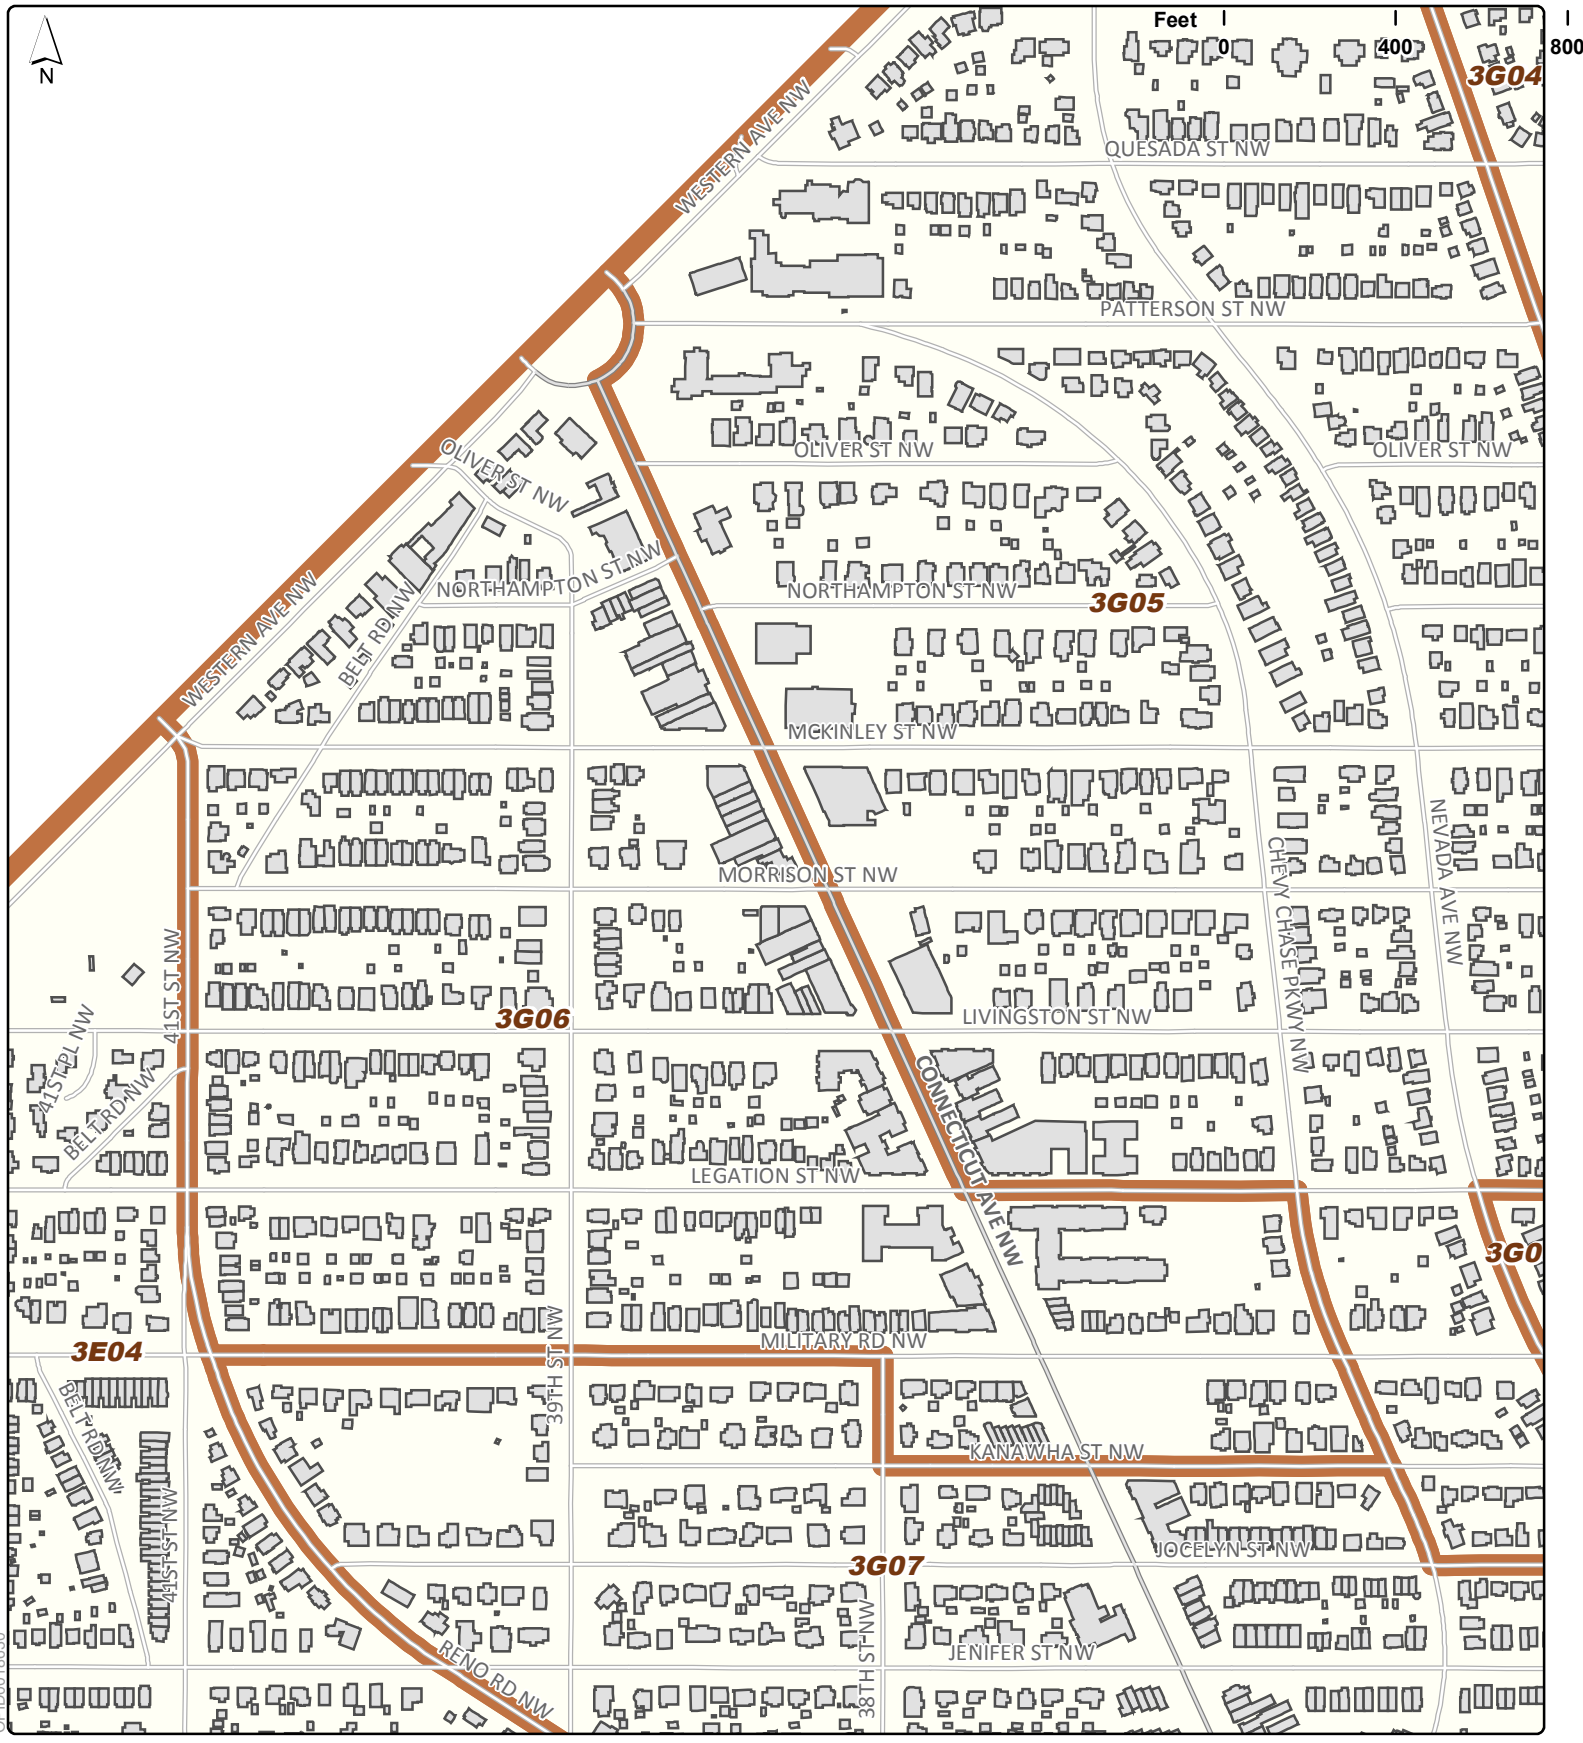 Feet
0
400
800
N
3G04
WESTERN AVE NW
QUESADA ST NW
PATTERSON ST NW
OLIVER ST NW
OLIVER ST NW
OLIVER ST NW
NORTHAMPTON ST NW
NORTHAMPTON ST NW
3G05
WESTERN AVE NW
BELT RD NW
MCKINLEY ST NW
MORRISON ST NW
CHEVY CHASE PKWY NW
NEVADA AVE NW
41ST ST NW
3G06
LIVINGSTON ST NW
41ST PL NW
BELT RD NW
CONNECTICUT AVE NW
LEGATION ST NW
3G0
3E04
39TH ST NW
MILITARY RD NW
BELT RD NW
KANAWHA ST NW
41ST ST NW
JOCELYN ST NW
3G07
38TH ST NW
JENIFER ST NW
RENO RD NW